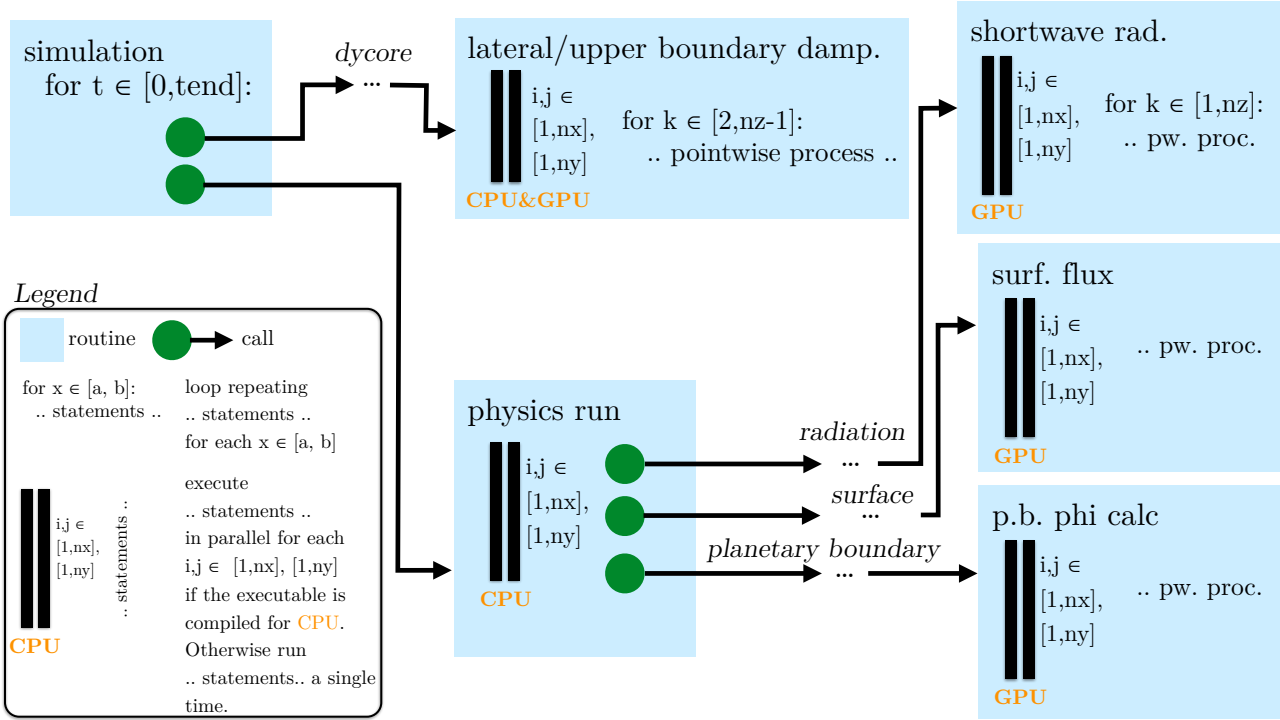 simulation
for t ∈ [0,tend]:
dycore
...
lateral/upper boundary damp.
i,j ∈
[1,nx],
[1,ny]
for k ∈ [2,nz-1]:
.. pointwise process ..
CPU&GPU
shortwave rad.
i,j ∈
[1,nx],
[1,ny]
for k ∈ [1,nz]:
.. pw. proc.
GPU
surf. flux
i,j ∈
[1,nx],
[1,ny]
.. pw. proc.
GPU
physics run
i,j ∈
[1,nx],
[1,ny]
CPU
radiation
...
surface
...
planetary boundary
...
p.b. phi calc
i,j ∈
[1,nx],
[1,ny]
.. pw. proc.
GPU
Legend
routine
call
for x ∈ [a, b]:
.. statements ..
loop repeating
.. statements ..
for each x ∈ [a, b]
i,j ∈
[1,nx],
[1,ny]
.. statements ..
CPU
execute
.. statements ..
in parallel for each
i,j ∈ [1,nx], [1,ny]
if the executable is
compiled for CPU.
Otherwise run
.. statements.. a single
time.